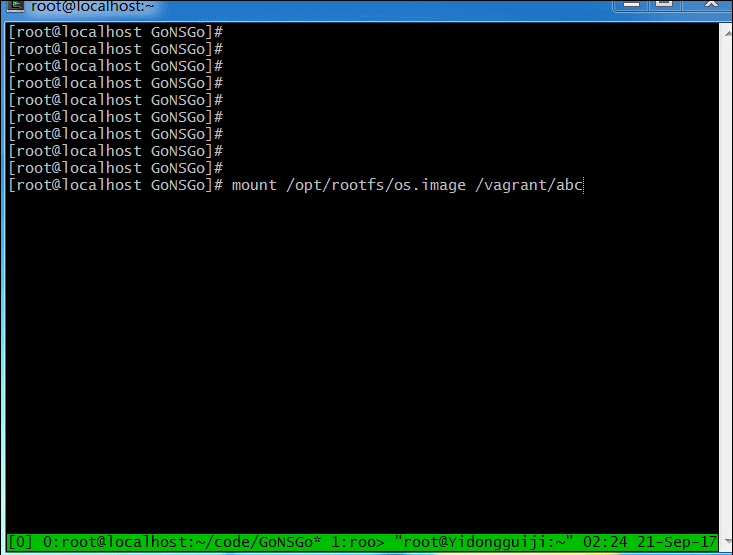 root@localhost:~
[root@localhost GoNSGo]#
[root@localhost GoNSGo]#
[root@localhost GoNSGo]#
[root@localhost GoNSGo]#
[root@localhost GoNSGo]#
[root@localhost GoNSGo]#
[root@localhost GoNSGo]#
[root@localhost GoNSGo]#
[root@localhost GoNSGo]#
[root@localhost GoNSGo]# mount /opt/rootfs/os.image /vagrant/abc
[0] 0:root@localhost:~/code/GoNSGo* 1:roo> "root@Yidongguiji:~" 02:24 21-Sep-17